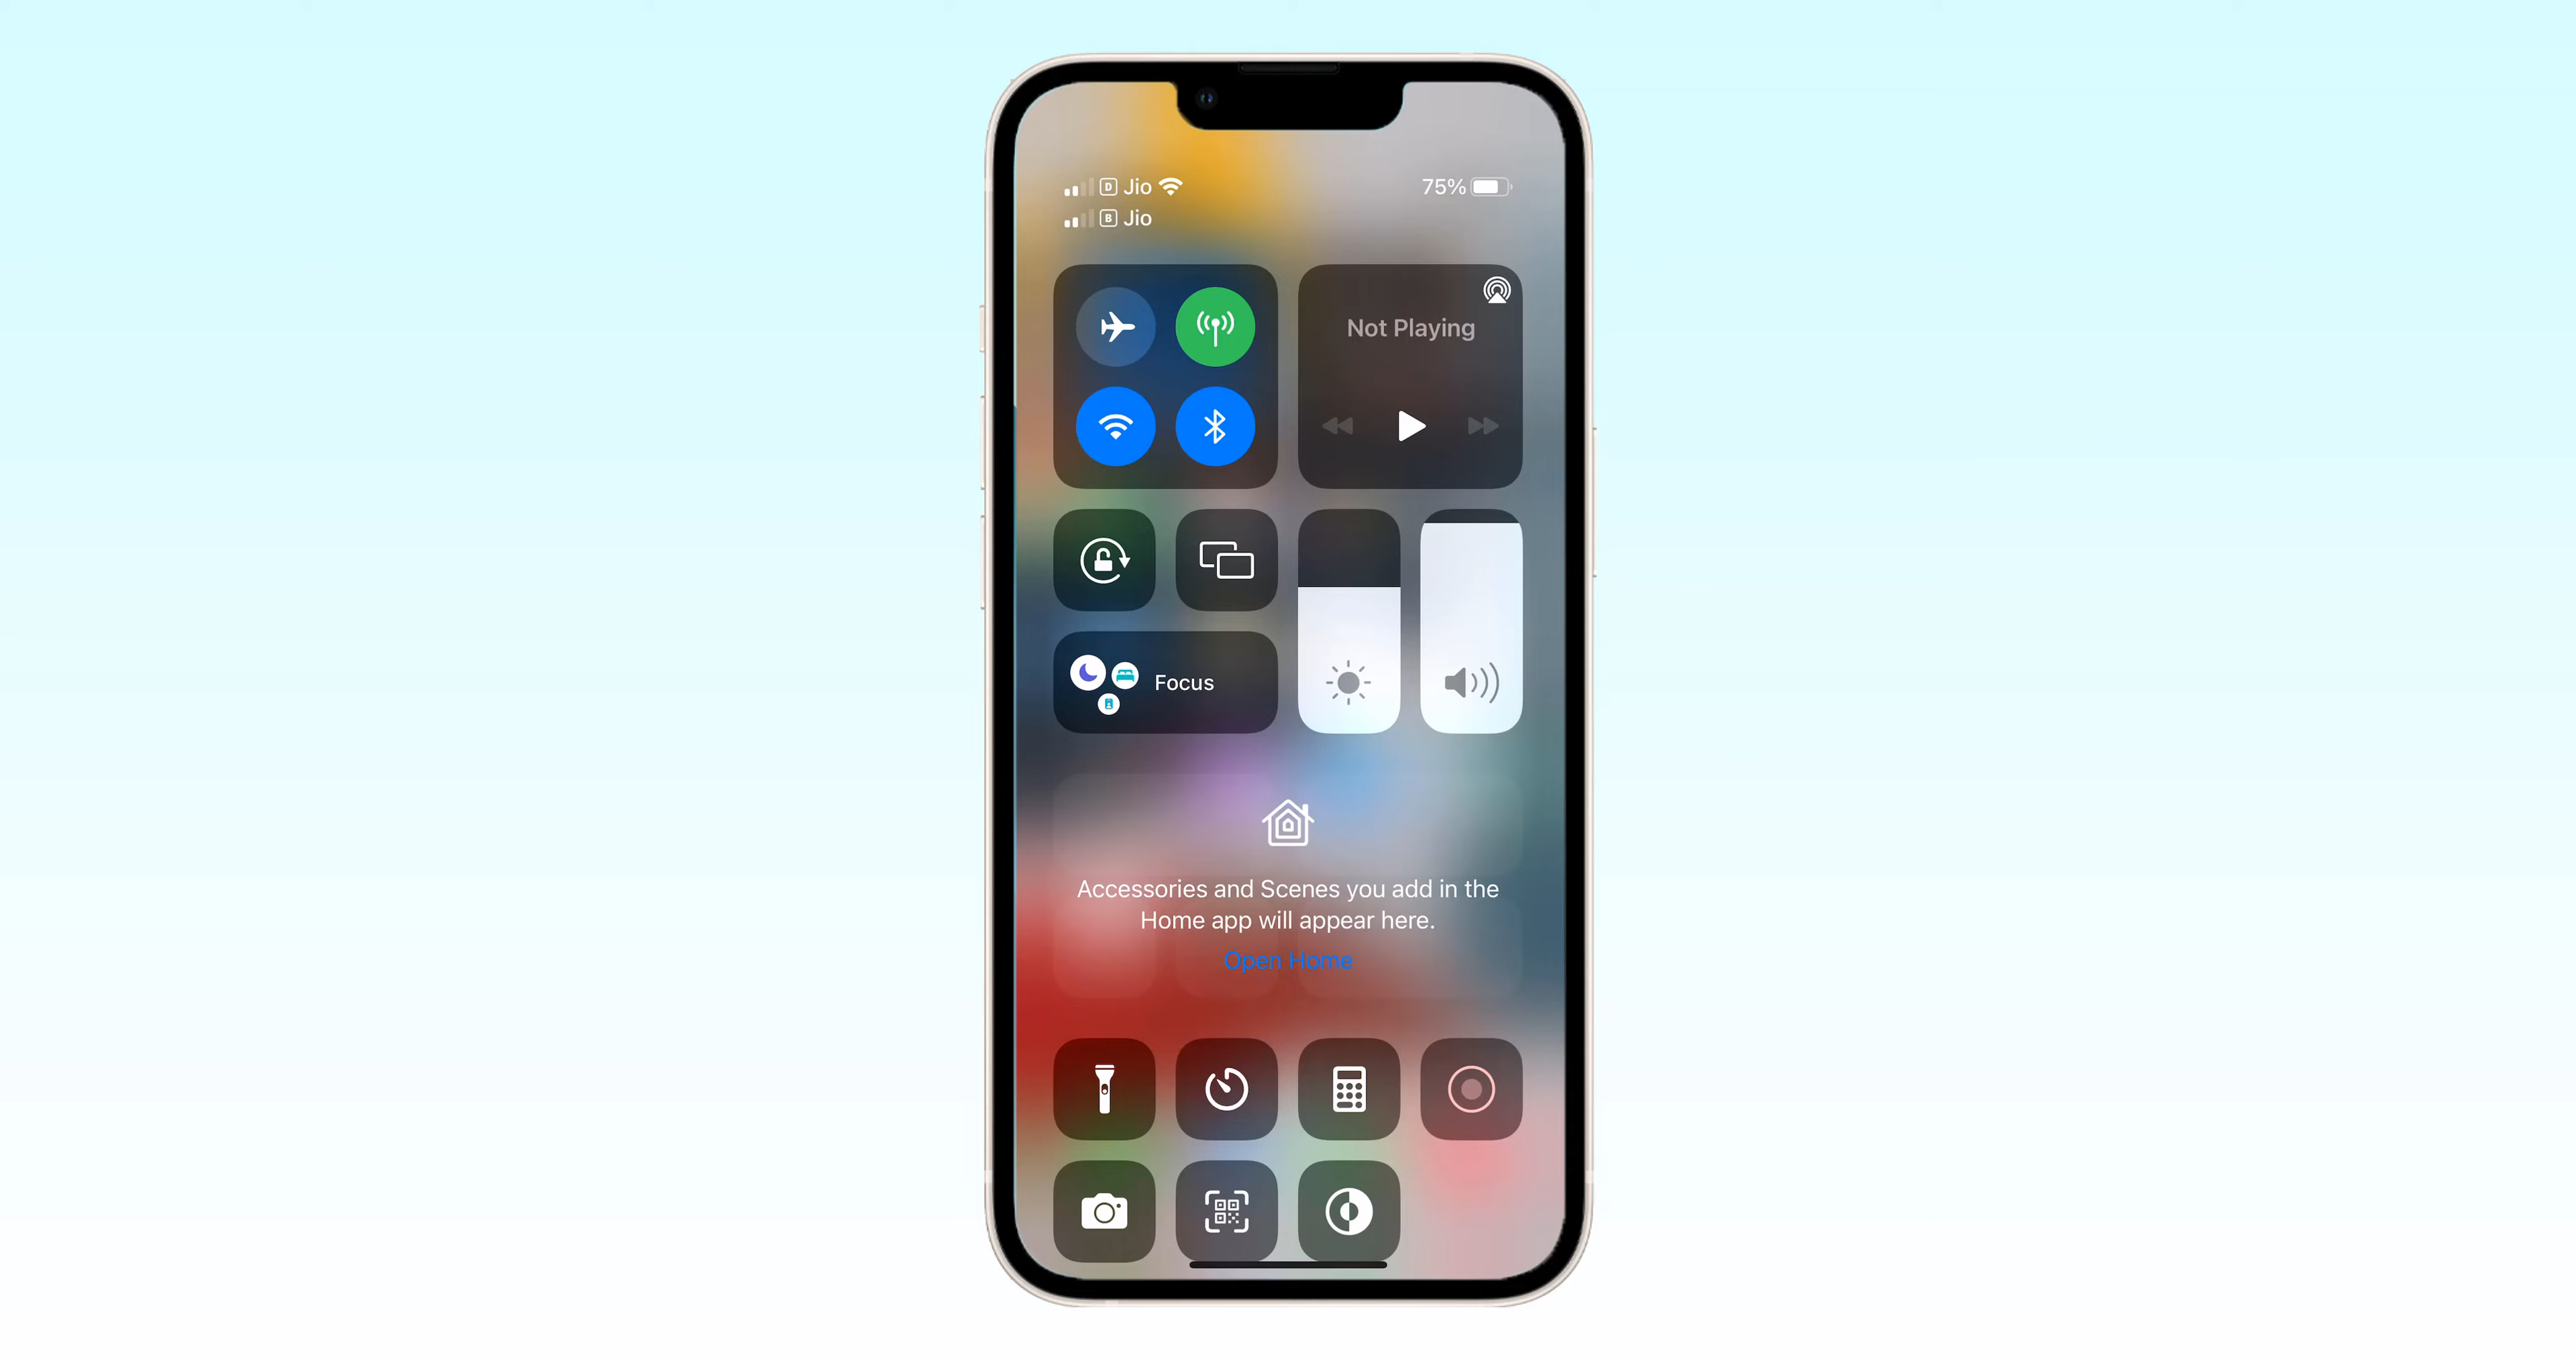 D Jio
75%
B Jio
Not Playing
Focus
Accessories and Scenes you add in the
Home app will appear here.
Open Home